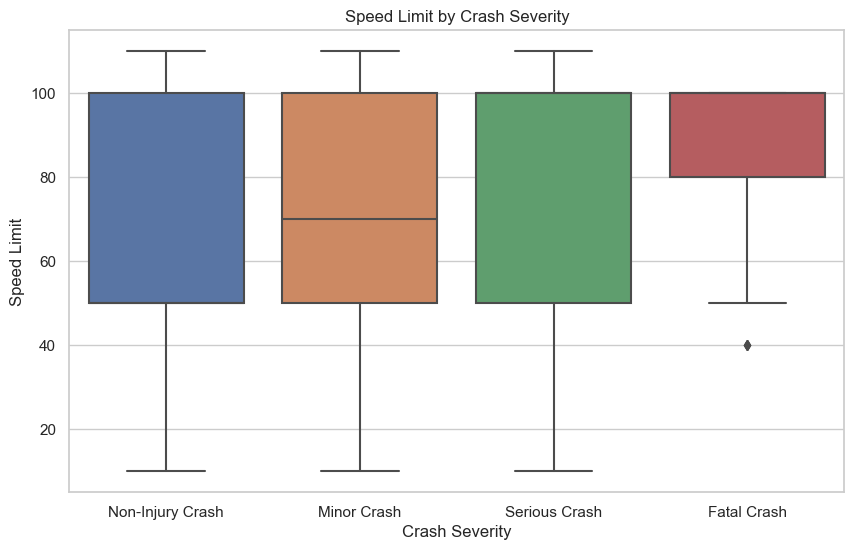 Speed Limit by Crash Severity
Speed Limit
100
80
60
40
20
Non-Injury Crash
Minor Crash
Serious Crash
Fatal Crash
Crash Severity